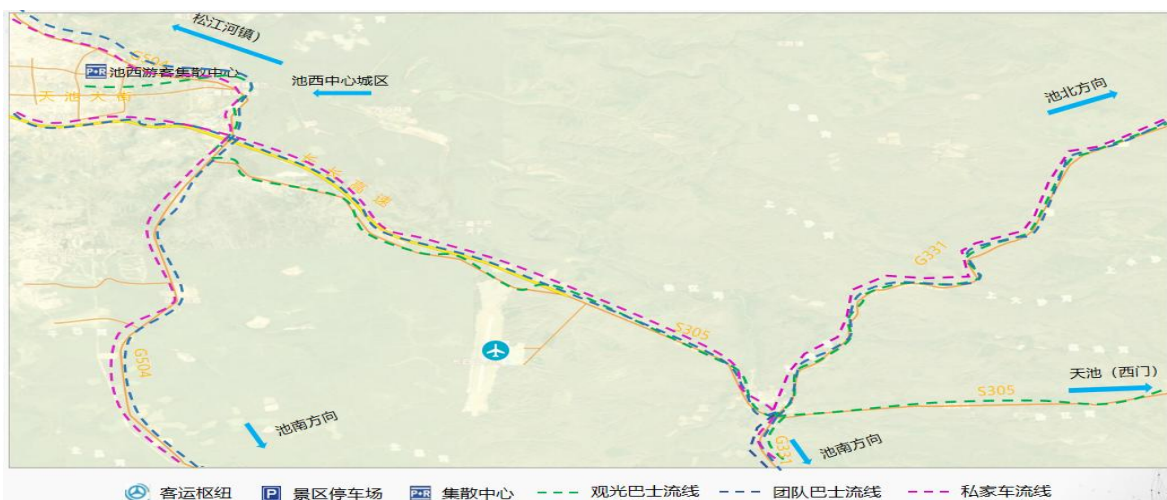 松江河镇）
G504
池西游客集散中心
P+R
池西中心城区
天池大街
池北方向
长长高速
G331
S305
天池（西门）
S305
G504
池南方向
G331
池南方向
客运枢纽
P
景区停车场
P+R
集散中心
观光巴士流线
团队巴士流线
私家车流线